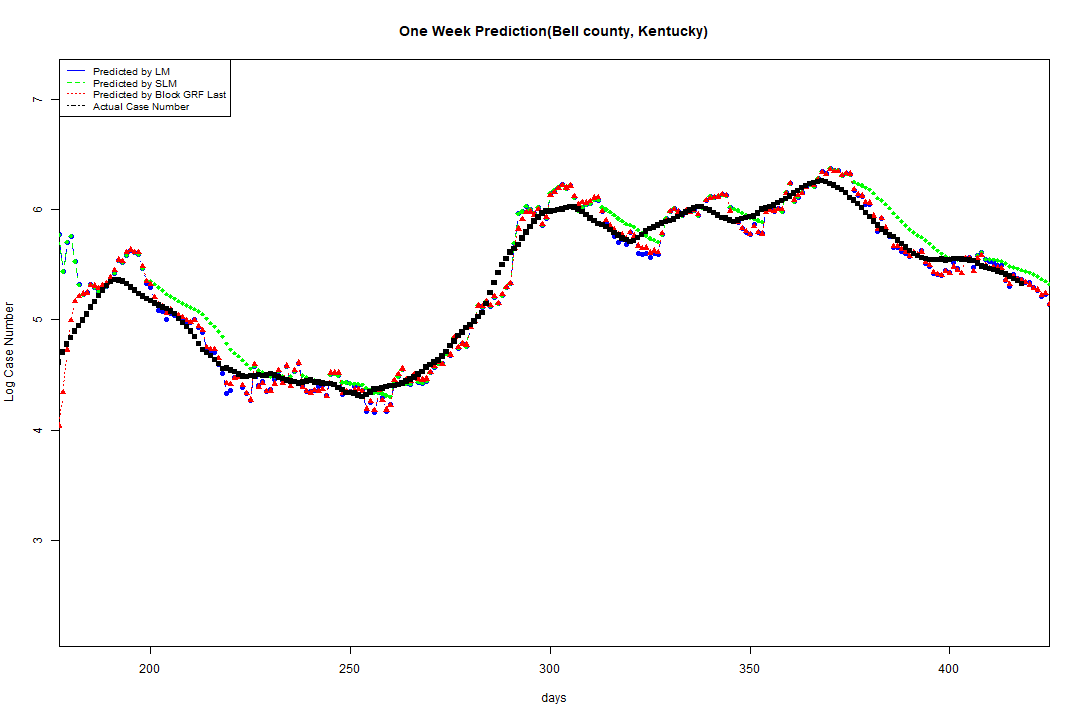 One Week Prediction(Bell county, Kentucky)
Predicted by LM
Predicted by SLM
Predicted by Block GRF Last
Actual Case Number
7
6
5
4
3
Log Case Number
200 250 300 350 400
days